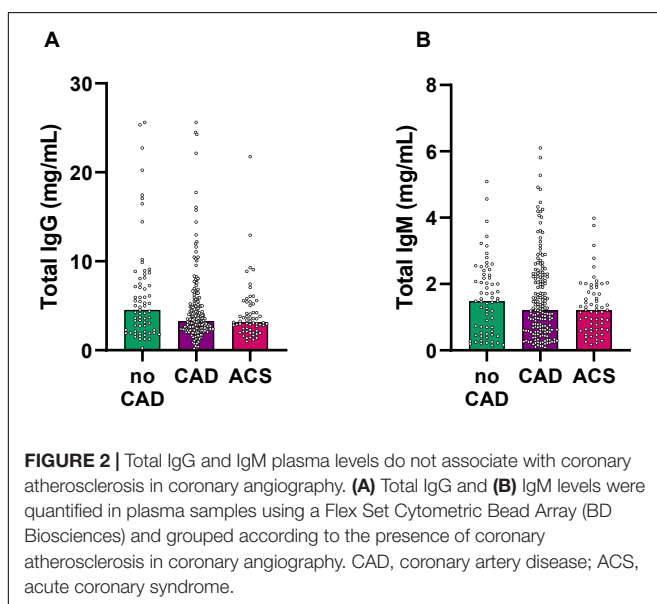 A
B
30
20
10
0
Total IgG (mg/mL)
no
CAD
CAD
ACS
8
6
4
2
0
Total IgM (mg/mL)
no
CAD
CAD
ACS
FIGURE 2 | Total IgG and IgM plasma levels do not associate with coronary
atherosclerosis in coronary angiography. (A) Total IgG and (B) IgM levels were
quantified in plasma samples using a Flex Set Cytometric Bead Array (BD
Biosciences) and grouped according to the presence of coronary
atherosclerosis in coronary angiography. CAD, coronary artery disease; ACS,
acute coronary syndrome.